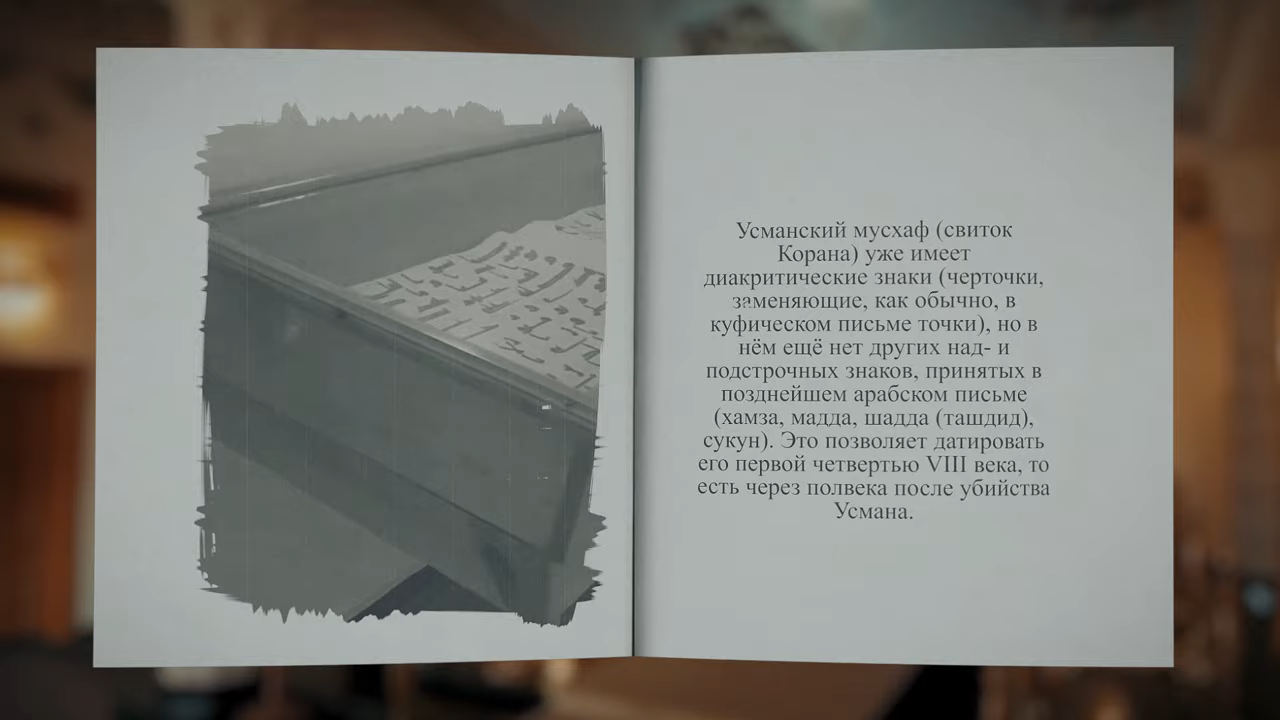 Усманский мусхаф (свиток
Корана) уже имеет
диакритические знаки (черточки,
заменяющие, как обычно, в
куфическом письме точки), но в
нём ещё нет других над- и
подстрочных знаков, принятых в
позднейшем арабском письме
(хамза, мадда, шадда (ташдид),
сукун). Это позволяет датировать
его первой четвертью VIII века, то
есть через полвека после убийства
Усмана.